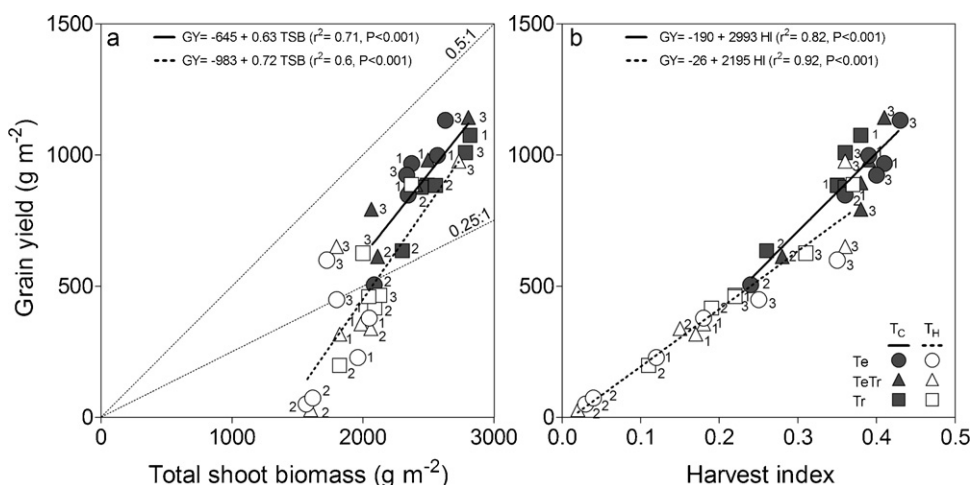 1500
1000
500
0
Grain yield (g m⁻²)
a
GY= -645 + 0.63 TSB (r²= 0.71, P<0.001)
GY= -983 + 0.72 TSB (r²= 0.6, P<0.001)
0.5:1
0.25:1
0
1000
2000
3000
Total shoot biomass (g m⁻²)
b
GY= -190 + 2993 HI (r²= 0.82, P<0.001)
GY= -26 + 2195 HI (r²= 0.92, P<0.001)
T_C T_H
Te
TeTr
Tr
0.0
0.1
0.2
0.3
0.4
0.5
Harvest index